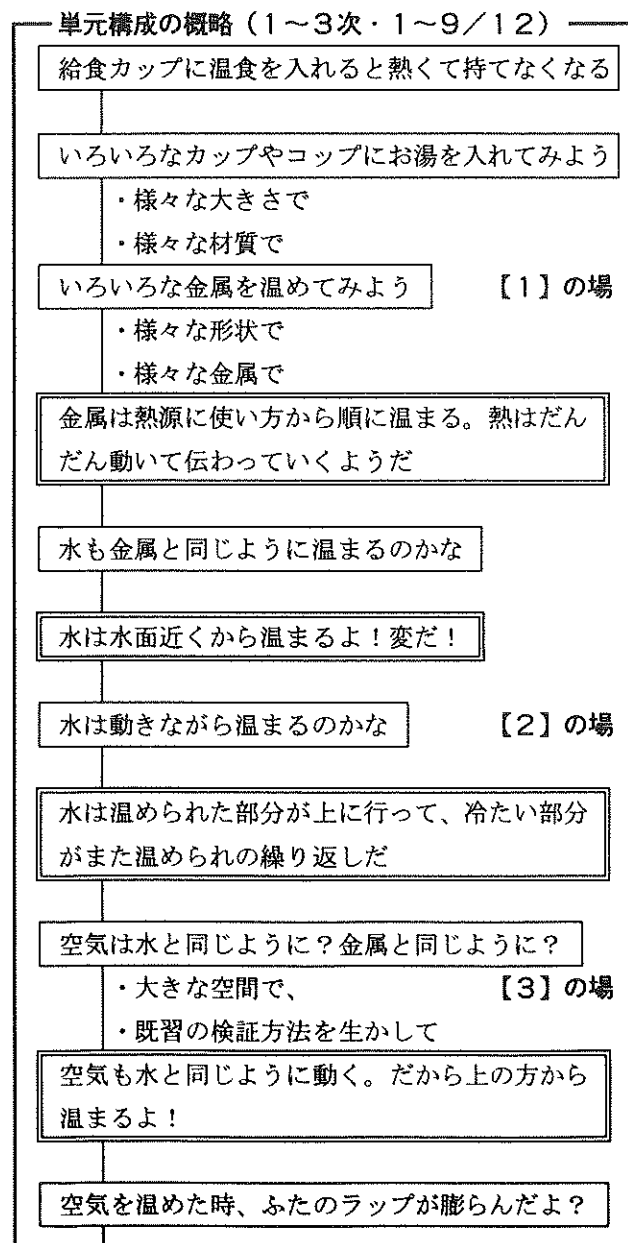 単元構成の概略（1～3次・1～9／12）
給食カップに温食を入れると熱くて持てなくなる
いろいろなカップやコップにお湯を入れてみよう
・様々な大きさで
・様々な材質で
いろいろな金属を温めてみよう 【1】の場
・様々な形状で
・様々な金属で
金属は熱源に使い方から順に温まる。熱はだん
だん動いて伝わっていくようだ
水も金属と同じように温まるのかな
水は水面近くから温まるよ！変だ！
水は動きながら温まるのかな 【2】の場
水は温められた部分が上に行って、冷たい部分
がまた温められの繰り返しだ
空気は水と同じように？金属と同じように？
・大きな空間で、 【3】の場
・既習の検証方法を生かして
空気も水と同じように動く。だから上の方から
温まるよ！
空気を温めた時、ふたのラップが膨らんだよ？